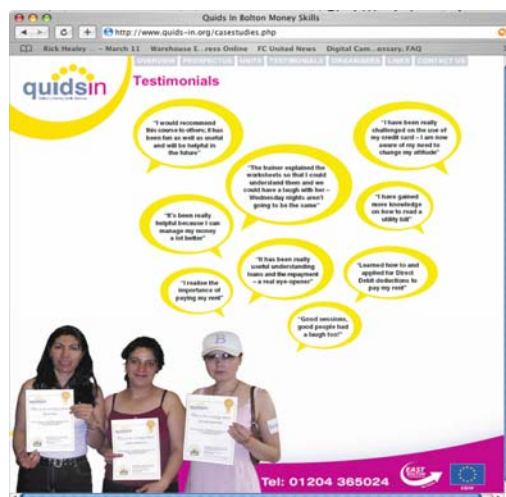 Quids In Bolton Money Skills
http://www.quids-in.org/casestudies.php
Rick Healey ... – March 11 Warehouse E...ress Online FC United News Digital Cam...ossary, FAQ
OVERVIEW PROSPECTUS UNITS TESTIMONIALS ORGANISERS LINKS CONTACT US
quidsin
Testimonials
"I would recommend
this course to others; it has
been fun as well as useful
and will be helpful in
the future"
"I have been really
challenged on the use of
my credit card – I am now
aware of my need to
change my attitude"
"The trainer explained the
worksheets so that I could
understand them and we
could have a laugh with her –
Wednesday nights aren't
going to be the same"
"I have gained
more knowledge
on how to read a
utility bill"
"It's been really
helpful because I can
manage my money
a lot better"
"It has been really
useful understanding
loans and the repayment
– a real eye-opener"
"Learned how to and
applied for Direct
Debit deductions to
pay my rent"
"I realise the
importance of
paying my rent"
"Good sessions,
good people had
a laugh too!"
B
Tel: 01204 365024
EAST